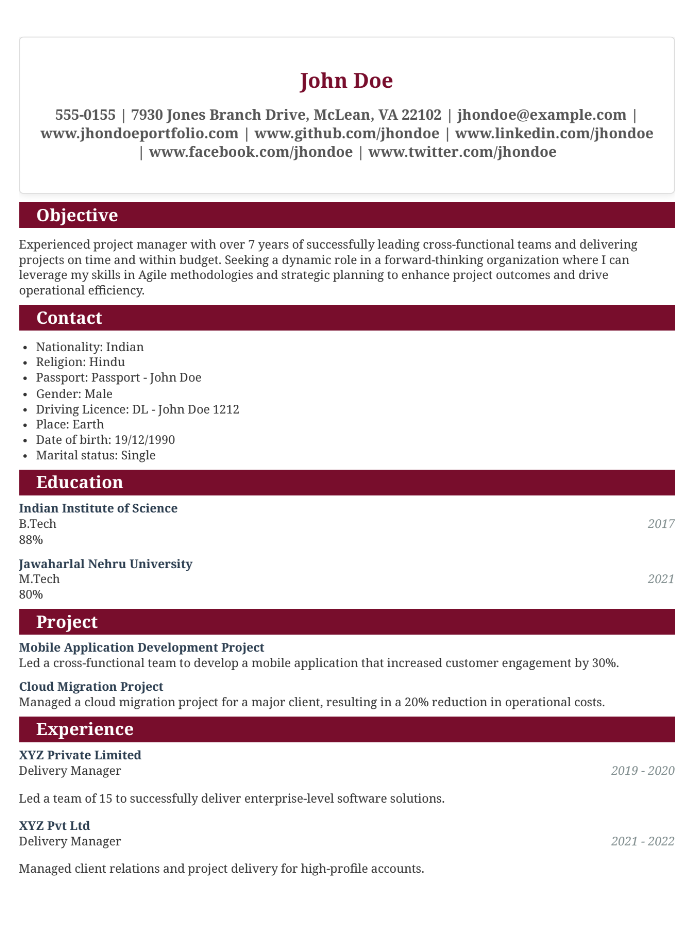 John Doe
555-0155 | 7930 Jones Branch Drive, McLean, VA 22102 | jhondoe@example.com |
www.jhondoeportfolio.com | www.github.com/jhondoe | www.linkedin.com/jhondoe
| www.facebook.com/jhondoe | www.twitter.com/jhondoe
Objective
Experienced project manager with over 7 years of successfully leading cross-functional teams and delivering
projects on time and within budget. Seeking a dynamic role in a forward-thinking organization where I can
leverage my skills in Agile methodologies and strategic planning to enhance project outcomes and drive
operational efficiency.
Contact
• Nationality: Indian
• Religion: Hindu
• Passport: Passport - John Doe
• Gender: Male
• Driving Licence: DL - John Doe 1212
• Place: Earth
• Date of birth: 19/12/1990
• Marital status: Single
Education
Indian Institute of Science
B.Tech 2017
88%
Jawaharlal Nehru University
M.Tech 2021
80%
Project
Mobile Application Development Project
Led a cross-functional team to develop a mobile application that increased customer engagement by 30%.
Cloud Migration Project
Managed a cloud migration project for a major client, resulting in a 20% reduction in operational costs.
Experience
XYZ Private Limited
Delivery Manager 2019 - 2020
Led a team of 15 to successfully deliver enterprise-level software solutions.
XYZ Pvt Ltd
Delivery Manager 2021 - 2022
Managed client relations and project delivery for high-profile accounts.